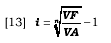 [13] i = ⁿ√(VF/VA) −1